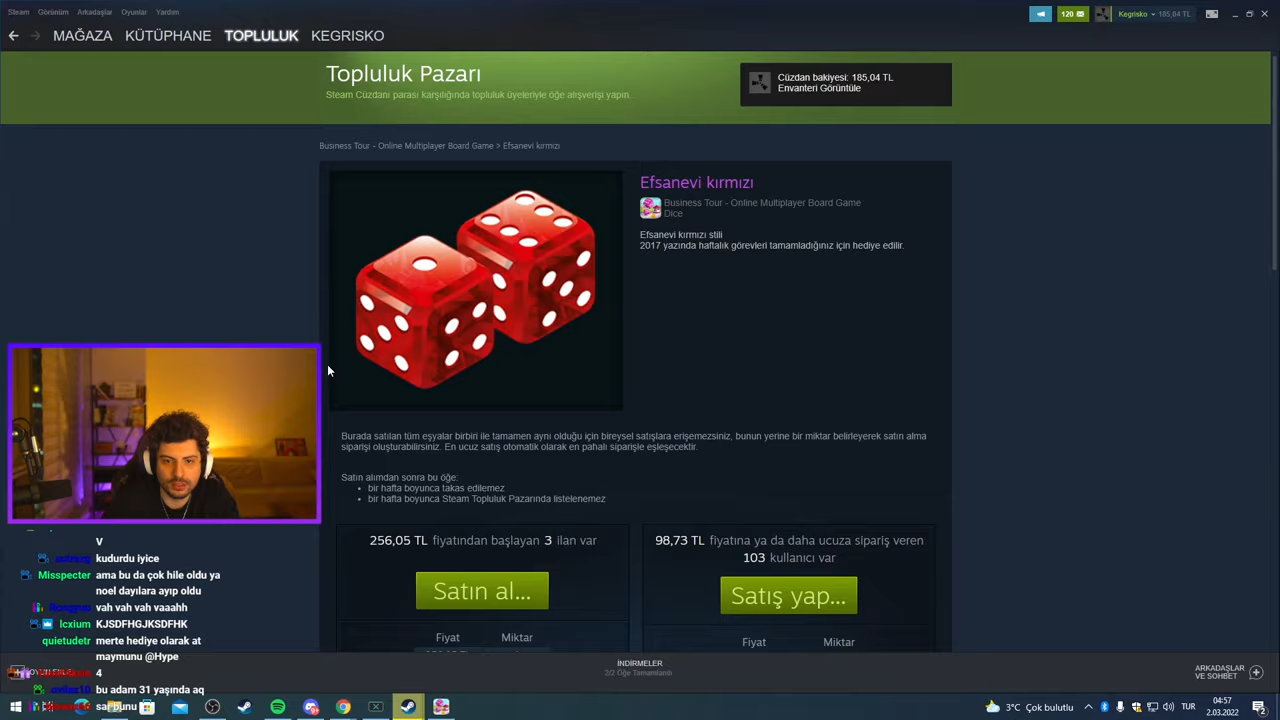 Steam Görünüm Arkadaşlar Oyunlar Yardım
120 Kegrisko 185,04 TL
MAĞAZA KÜTÜPHANE TOPLULUK KEGRISKO
Topluluk Pazarı
Steam Cüzdanı parası karşılığında topluluk üyeleriyle öğe alışverişi yapın.
Cüzdan bakiyesi: 185,04 TL
Envanteri Görüntüle
Business Tour - Online Multiplayer Board Game > Efsanevi kırmızı
Efsanevi kırmızı
Business Tour - Online Multiplayer Board Game
Dice
Efsanevi kırmızı stili
2017 yazında haftalık görevleri tamamladığınız için hediye edilir.
Burada satılan tüm eşyalar birbiri ile tamamen aynı olduğu için bireysel satışlara erişemezsiniz, bunun yerine bir miktar belirleyerek satın alma
siparişi oluşturabilirsiniz. En ucuz satış otomatik olarak en pahalı siparişle eşleşecektir.
Satın alımdan sonra bu öğe:
bir hafta boyunca takas edilemez
bir hafta boyunca Steam Topluluk Pazarında listelenemez
256,05 TL fiyatından başlayan 3 ilan var
Satın al...
Fiyat Miktar
98,73 TL fiyatına ya da daha ucuza sipariş veren
103 kullanıcı var
Satış yap...
Fiyat Miktar
V
kudurdu iyice
Misspecter ama bu da çok hile oldu ya
noel dayılara ayıp oldu
vah vah vah vaaahh
lcxium KJSDFHGJKSDFHK
quietudetr merte hediye olarak at
maymunu @Hype
4
bu adam 31 yaşında aq
İNDİRMELER
2/2 Öğe Tamamlandı
ARKADAŞLAR
VE SOHBET
3°C Çok bulutlu
TUR
04:57
2.03.2022
2